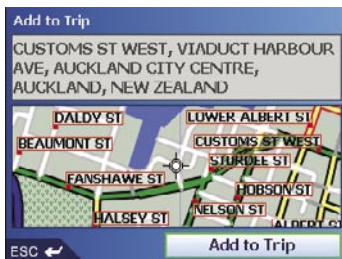 Add to Trip
CUSTOMS ST WEST, VIADUCT HARBOUR
AVE, AUCKLAND CITY CENTRE,
AUCKLAND, NEW ZEALAND
DALDY ST
LOWER ALBERT ST
BEAUMONT ST
CUSTOMS ST WEST
STURDEE ST
FANSHAWE ST
HOBSON ST
NELSON ST
HALSEY ST
ALBERT ST
ESC
Add to Trip